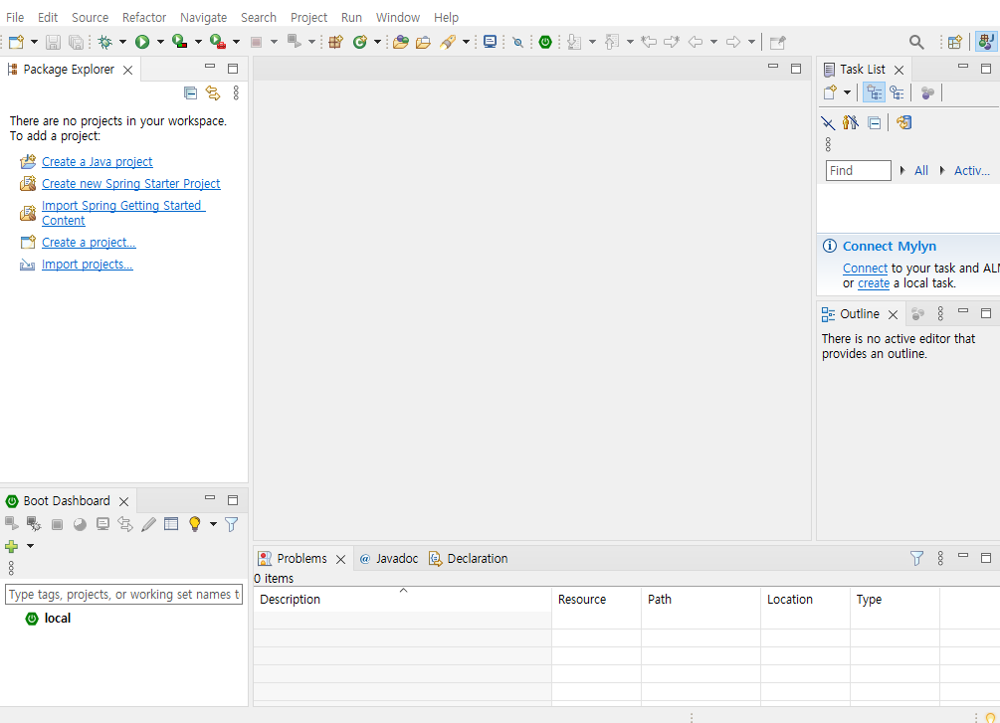 File Edit Source Refactor Navigate Search Project Run Window Help
Package Explorer
There are no projects in your workspace.
To add a project:
Create a Java project
Create new Spring Starter Project
Import Spring Getting Started
Content
Create a project...
Import projects...
Task List
Find
All
Activ...
Connect Mylyn
Connect to your task and ALM
or create a local task.
Outline
There is no active editor that
provides an outline.
Boot Dashboard
Type tags, projects, or working set names t
local
Problems
@ Javadoc
Declaration
0 items
Description Resource Path Location Type